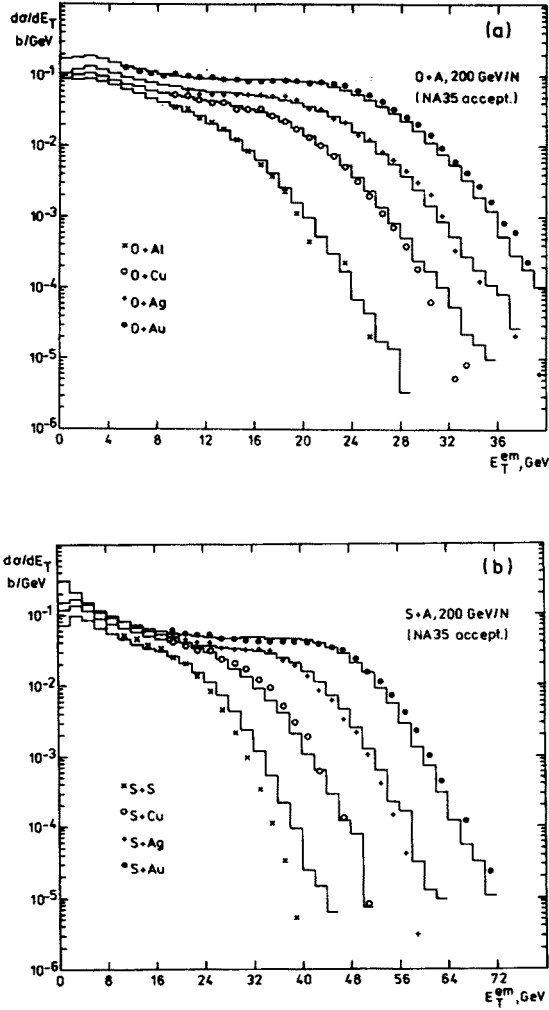 dσ/dE_T
b/GeV
(a)
O+A, 200 GeV/N
(NA35 accept.)
10^-1
10^-2
10^-3
10^-4
10^-5
10^-6
× O+Al
o O+Cu
+ O+Ag
• O+Au
0 4 8 12 16 20 24 28 32 36
E_T^em, GeV
dσ/dE_T
b/GeV
(b)
S+A, 200 GeV/N
(NA35 accept.)
10^0
10^-1
10^-2
10^-3
10^-4
10^-5
10^-6
× S+S
o S+Cu
+ S+Ag
• S+Au
0 8 16 24 32 40 48 56 64 72
E_T^em, GeV